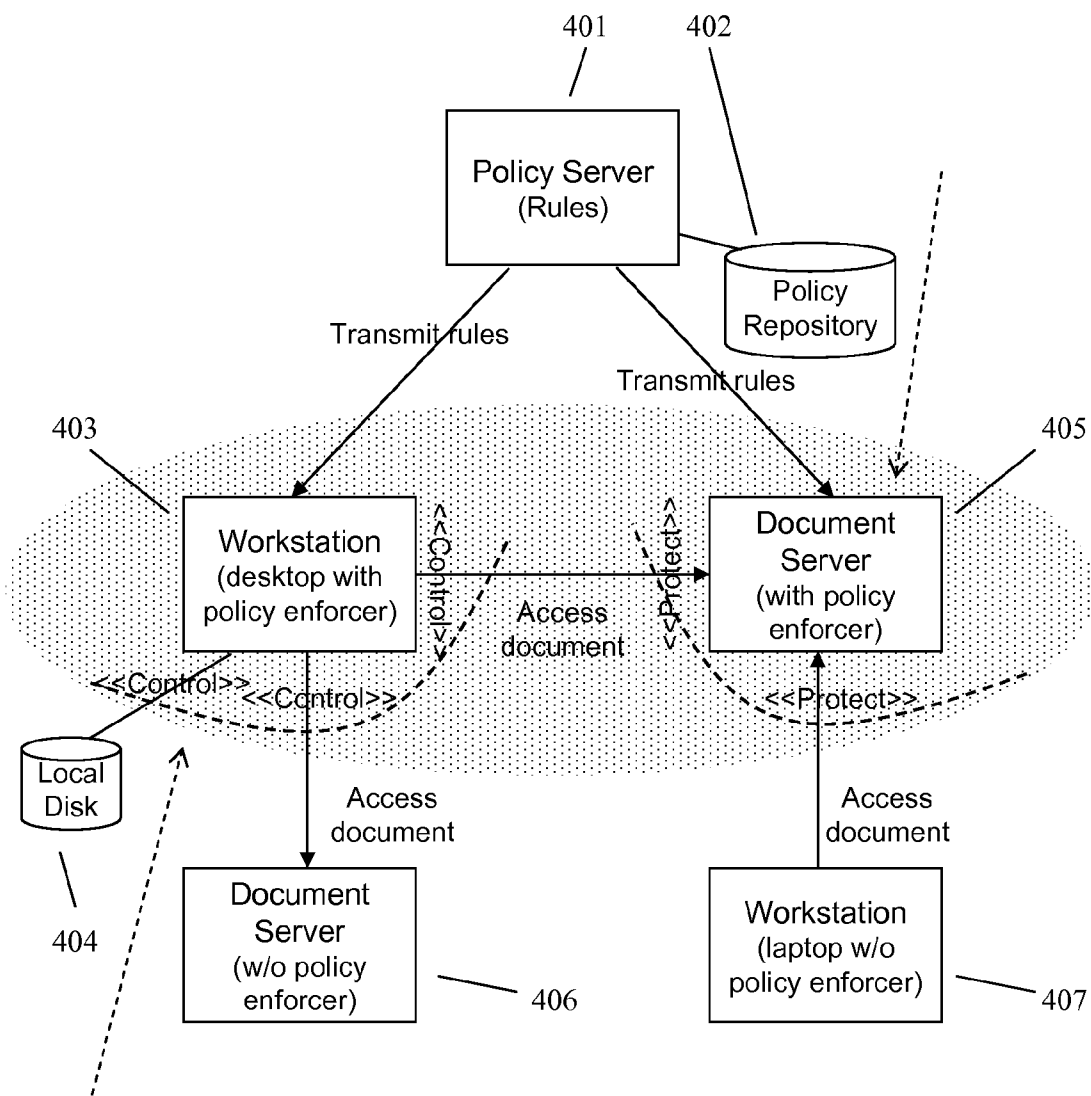 401
402
Policy Server
(Rules)
Policy
Repository
Transmit rules
Transmit rules
403
405
Workstation
(desktop with
policy enforcer)
<<Control>>
<<Protect>>
Document
Server
(with policy
enforcer)
Access
document
<<Control>>
<<Control>>
<<Protect>>
Local
Disk
Access
document
Access
document
404
Document
Server
(w/o policy
enforcer)
406
Workstation
(laptop w/o
policy enforcer)
407